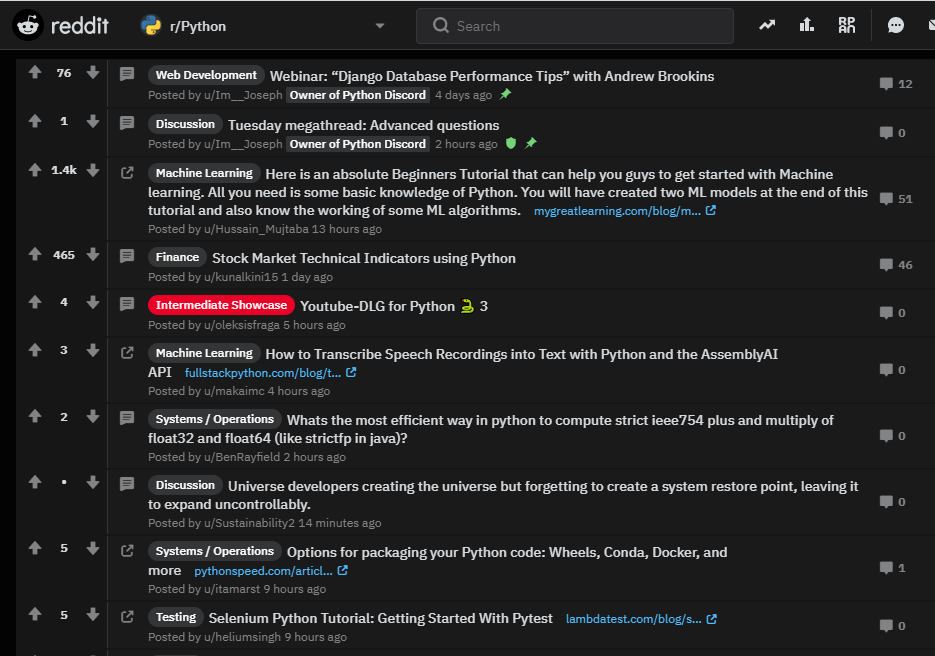 reddit r/Python Search
76 Web Development Webinar: “Django Database Performance Tips” with Andrew Brookins
Posted by u/Im__Joseph Owner of Python Discord 4 days ago
12
1 Discussion Tuesday megathread: Advanced questions
Posted by u/Im__Joseph Owner of Python Discord 2 hours ago
0
1.4k Machine Learning Here is an absolute Beginners Tutorial that can help you guys to get started with Machine
learning. All you need is some basic knowledge of Python. You will have created two ML models at the end of this
tutorial and also know the working of some ML algorithms. mygreatlearning.com/blog/m...
Posted by u/Hussain_Mujtaba 13 hours ago
51
465 Finance Stock Market Technical Indicators using Python
Posted by u/kunalkini15 1 day ago
46
4 Intermediate Showcase Youtube-DLG for Python 🐍 3
Posted by u/oleksisfraga 5 hours ago
0
3 Machine Learning How to Transcribe Speech Recordings into Text with Python and the AssemblyAI
API fullstackpython.com/blog/t...
Posted by u/makaimc 4 hours ago
0
2 Systems / Operations Whats the most efficient way in python to compute strict ieee754 plus and multiply of
float32 and float64 (like strictfp in java)?
Posted by u/BenRayfield 2 hours ago
0
• Discussion Universe developers creating the universe but forgetting to create a system restore point, leaving it
to expand uncontrollably.
Posted by u/Sustainability2 14 minutes ago
0
5 Systems / Operations Options for packaging your Python code: Wheels, Conda, Docker, and
more pythonspeed.com/articl...
Posted by u/itamarst 9 hours ago
1
5 Testing Selenium Python Tutorial: Getting Started With Pytest lambdatest.com/blog/s...
Posted by u/heliumsingh 9 hours ago
0